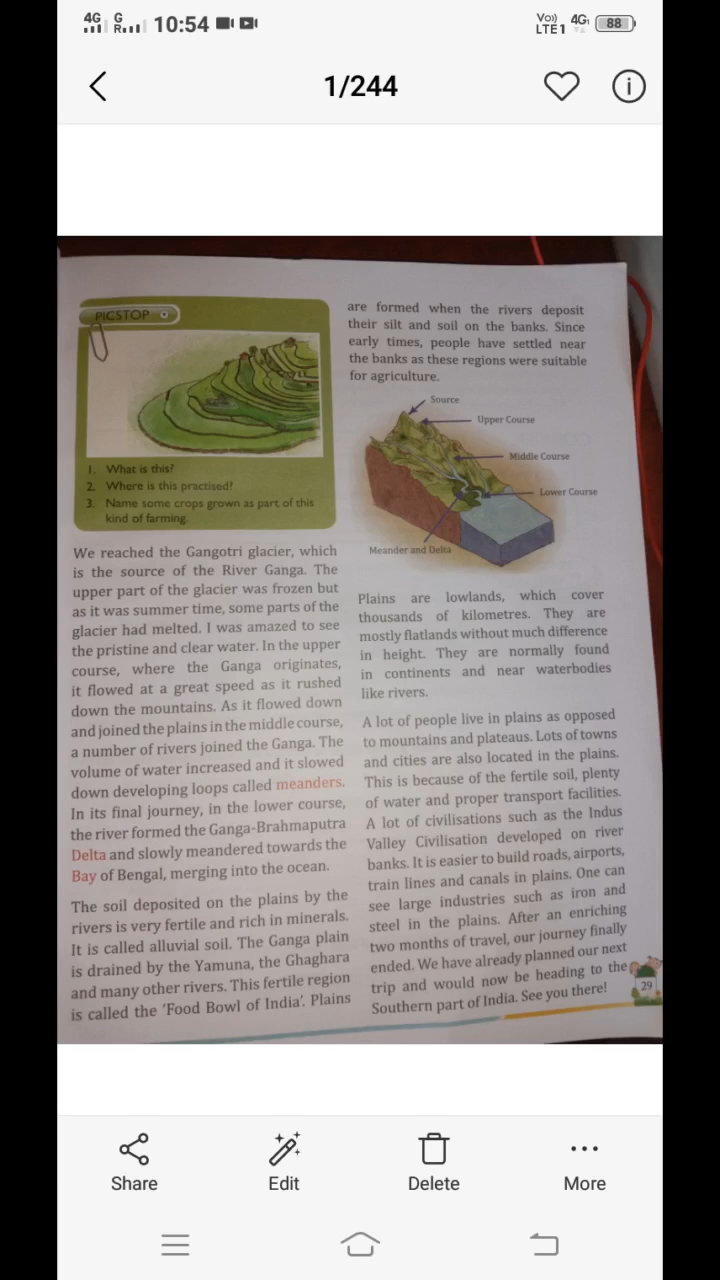 4G G R 10:54 Vo)) LTE1 4G 88
1/244
PICSTOP
1. What is this?
2. Where is this practised?
3. Name some crops grown as part of this
kind of farming.
We reached the Gangotri glacier, which
is the source of the River Ganga. The
upper part of the glacier was frozen but
as it was summer time, some parts of the
glacier had melted. I was amazed to see
the pristine and clear water. In the upper
course, where the Ganga originates,
it flowed at a great speed as it rushed
down the mountains. As it flowed down
and joined the plains in the middle course,
a number of rivers joined the Ganga. The
volume of water increased and it slowed
down developing loops called meanders.
In its final journey, in the lower course,
the river formed the Ganga-Brahmaputra
Delta and slowly meandered towards the
Bay of Bengal, merging into the ocean.
The soil deposited on the plains by the
rivers is very fertile and rich in minerals.
It is called alluvial soil. The Ganga plain
is drained by the Yamuna, the Ghaghara
and many other rivers. This fertile region
is called the 'Food Bowl of India'. Plains
are formed when the rivers deposit
their silt and soil on the banks. Since
early times, people have settled near
the banks as these regions were suitable
for agriculture.
Source
Upper Course
Middle Course
Lower Course
Meander and Delta
Plains are lowlands, which cover
thousands of kilometres. They are
mostly flatlands without much difference
in height. They are normally found
in continents and near waterbodies
like rivers.
A lot of people live in plains as opposed
to mountains and plateaus. Lots of towns
and cities are also located in the plains.
This is because of the fertile soil, plenty
of water and proper transport facilities.
A lot of civilisations such as the Indus
Valley Civilisation developed on river
banks. It is easier to build roads, airports,
train lines and canals in plains. One can
see large industries such as iron and
steel in the plains. After an enriching
two months of travel, our journey finally
ended. We have already planned our next
trip and would now be heading to the
Southern part of India. See you there!
29
Share
Edit
Delete
More